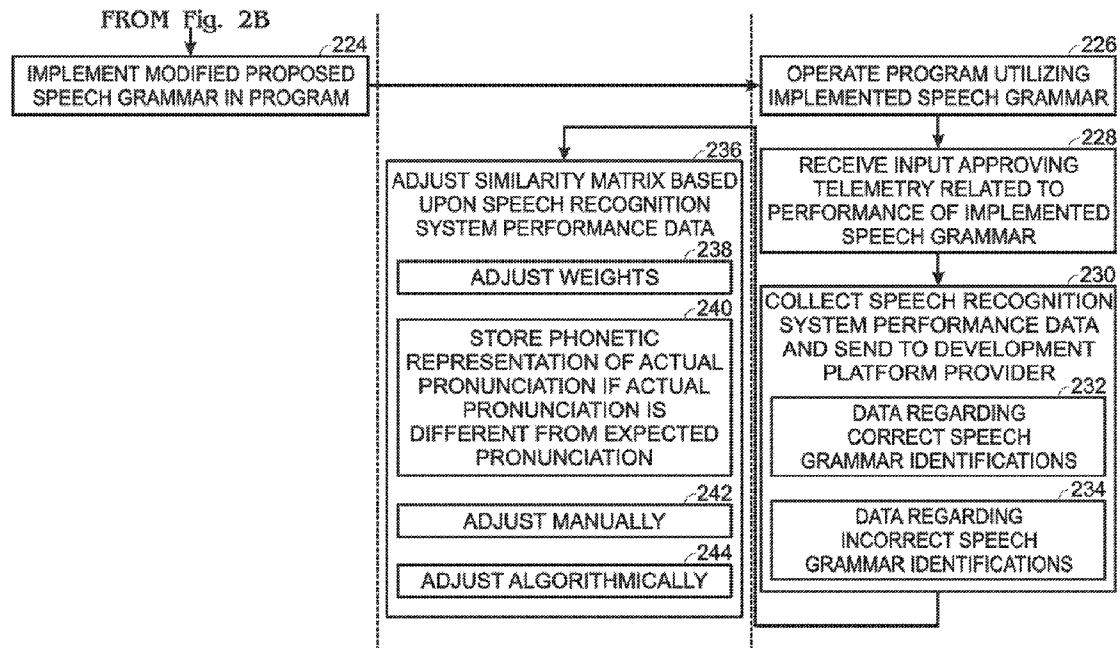 FROM Fig. 2B
224
IMPLEMENT MODIFIED PROPOSED
SPEECH GRAMMAR IN PROGRAM
226
OPERATE PROGRAM UTILIZING
IMPLEMENTED SPEECH GRAMMAR
228
RECEIVE INPUT APPROVING
TELEMETRY RELATED TO
PERFORMANCE OF IMPLEMENTED
SPEECH GRAMMAR
230
COLLECT SPEECH RECOGNITION
SYSTEM PERFORMANCE DATA
AND SEND TO DEVELOPMENT
PLATFORM PROVIDER
232
DATA REGARDING
CORRECT SPEECH
GRAMMAR IDENTIFICATIONS
234
DATA REGARDING
INCORRECT SPEECH
GRAMMAR IDENTIFICATIONS
236
ADJUST SIMILARITY MATRIX BASED
UPON SPEECH RECOGNITION
SYSTEM PERFORMANCE DATA
238
ADJUST WEIGHTS
240
STORE PHONETIC
REPRESENTATION OF ACTUAL
PRONUNCIATION IF ACTUAL
PRONUNCIATION IS
DIFFERENT FROM EXPECTED
PRONUNCIATION
242
ADJUST MANUALLY
244
ADJUST ALGORITHMICALLY